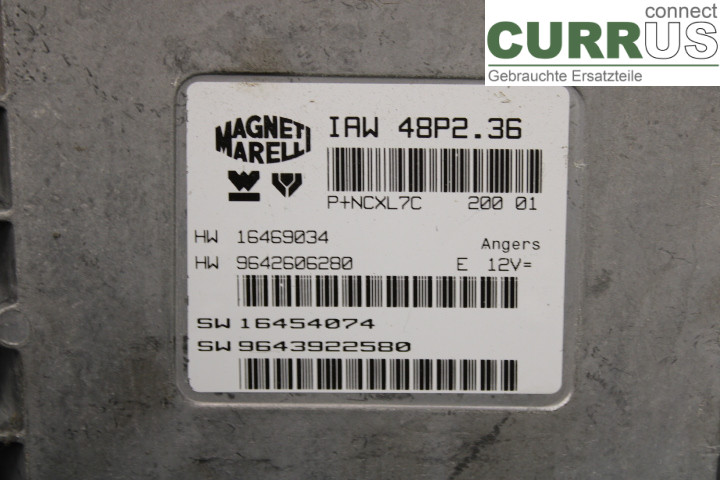 connect
CURRUS
Gebrauchte Ersatzteile
MAGNETI MARELLI
IAW 48P2.36
P+NCXL7C 200 01
HW 16469034 Angers
HW 9642606280 E 12V=
SW 16454074
SW 9643922580